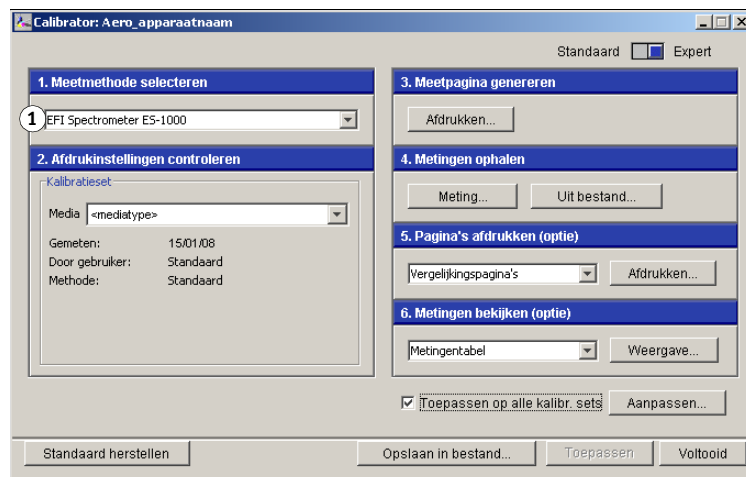 Calibrator: Aero_apparaatnaam
Standaard Expert
1. Meetmethode selecteren
1 EFI Spectrometer ES-1000
2. Afdrukinstellingen controleren
Kalibratieset
Media <mediatype>
Gemeten: 15/01/08
Door gebruiker: Standaard
Methode: Standaard
3. Meetpagina genereren
Afdrukken...
4. Metingen ophalen
Meting... Uit bestand...
5. Pagina's afdrukken (optie)
Vergelijkingspagina's Afdrukken...
6. Metingen bekijken (optie)
Metingentabel Weergave...
Toepassen op alle kalibr. sets Aanpassen...
Standaard herstellen Opslaan in bestand... Toepassen Voltooid